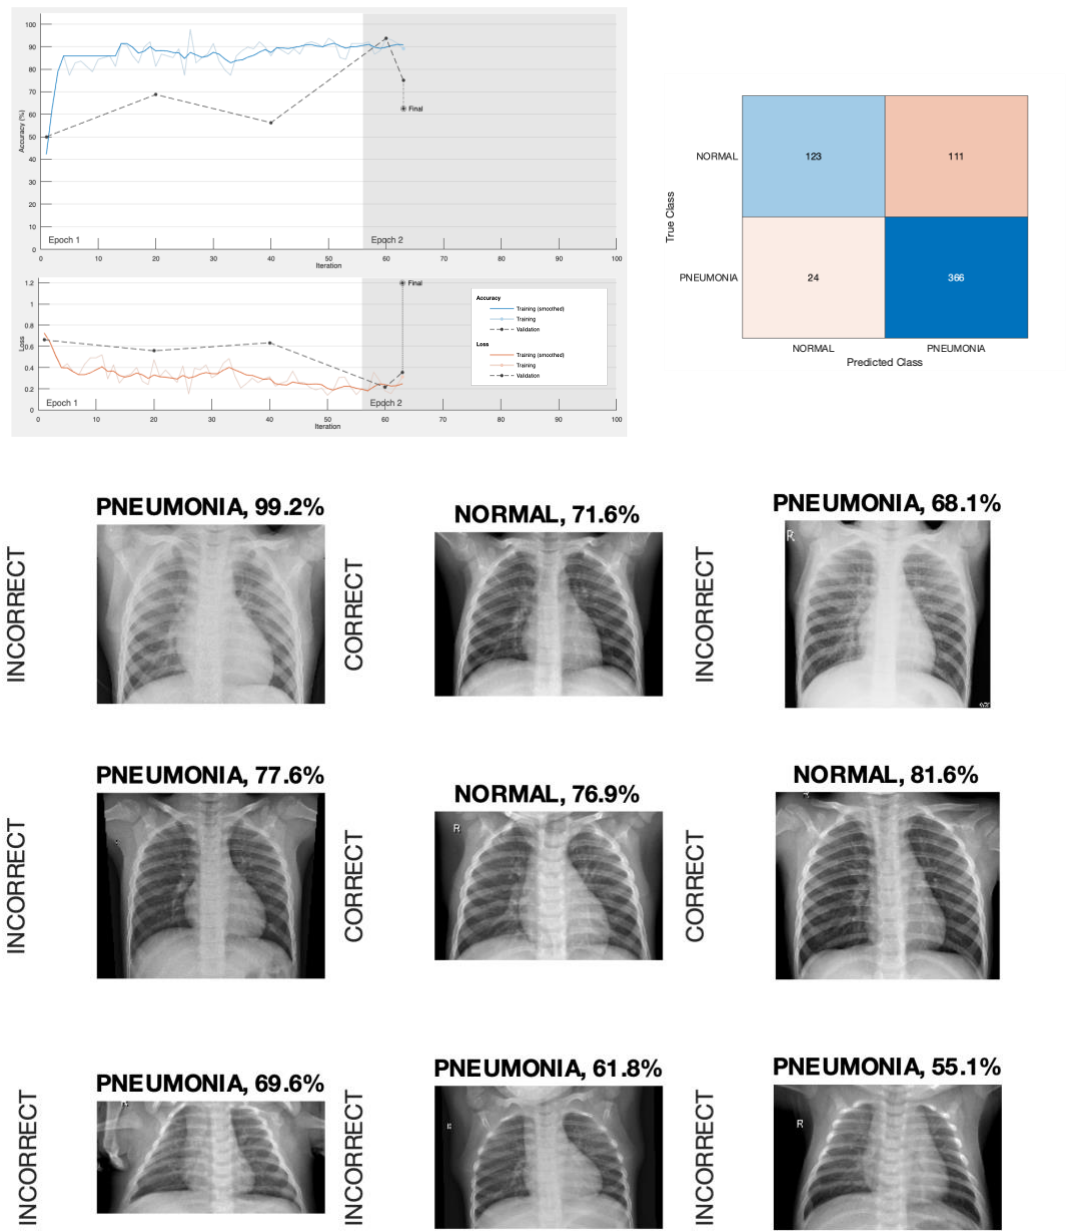 100
90
80
70
60
50
40
30
20
10
0
Accuracy (%)
Final
Epoch 1
Epoch 2
0 10 20 30 40 50 60 70 80 90 100
Iteration
1.2
1
0.8
0.6
0.4
0.2
0
Loss
Final
Accuracy
Training (smoothed)
Training
Validation
Loss
Training (smoothed)
Training
Validation
Epoch 1
Epoch 2
0 10 20 30 40 50 60 70 80 90 100
Iteration
True Class
NORMAL
123 111
PNEUMONIA
24 366
NORMAL PNEUMONIA
Predicted Class
INCORRECT
PNEUMONIA, 99.2%
CORRECT
NORMAL, 71.6%
INCORRECT
PNEUMONIA, 68.1%
R
INCORRECT
PNEUMONIA, 77.6%
CORRECT
NORMAL, 76.9%
R
CORRECT
NORMAL, 81.6%
INCORRECT
PNEUMONIA, 69.6%
INCORRECT
PNEUMONIA, 61.8%
INCORRECT
PNEUMONIA, 55.1%
R